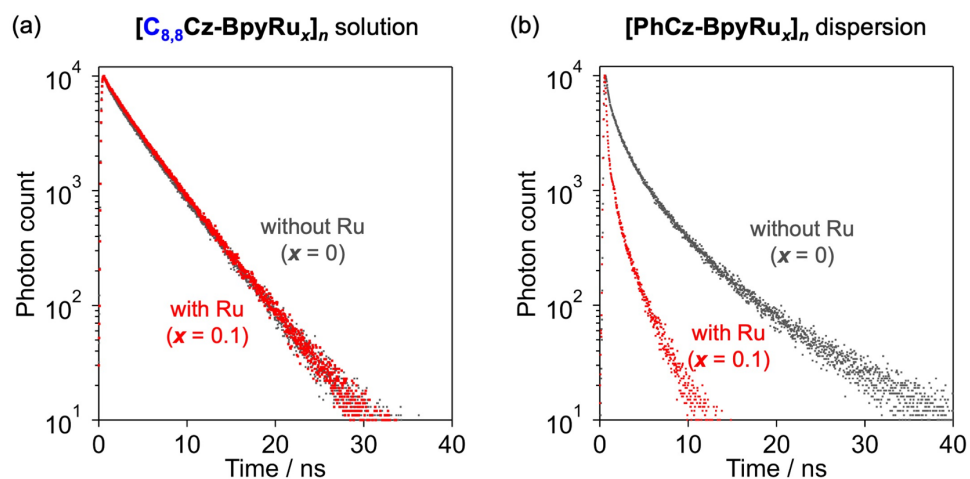 (a) [C8,8Cz-BpyRux]n solution
10^4
10^3
10^2
10^1
Photon count
without Ru
(x = 0)
with Ru
(x = 0.1)
0 10 20 30 40
Time / ns
(b) [PhCz-BpyRux]n dispersion
10^4
10^3
10^2
10^1
Photon count
without Ru
(x = 0)
with Ru
(x = 0.1)
0 10 20 30 40
Time / ns